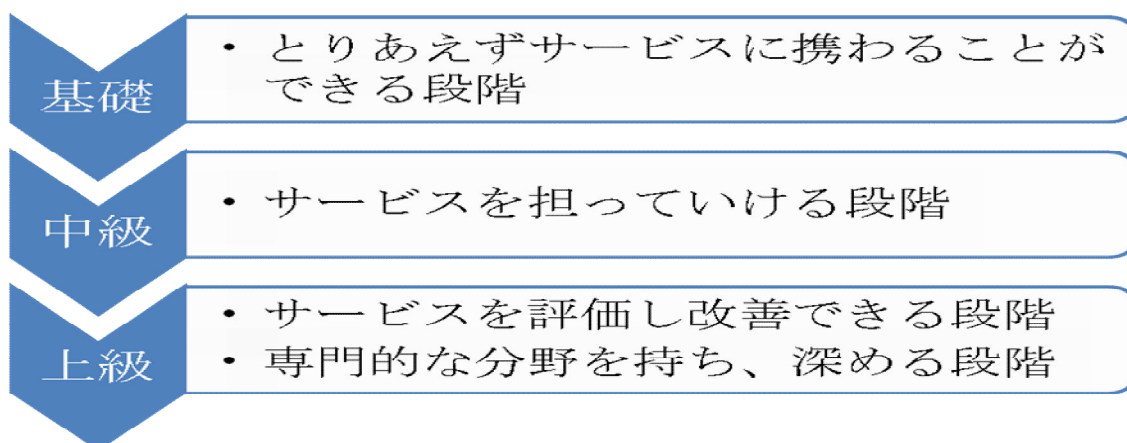 基礎
・とりあえずサービスに携わることが
できる段階
中級
・サービスを担っていける段階
上級
・サービスを評価し改善できる段階
・専門的な分野を持ち、深める段階